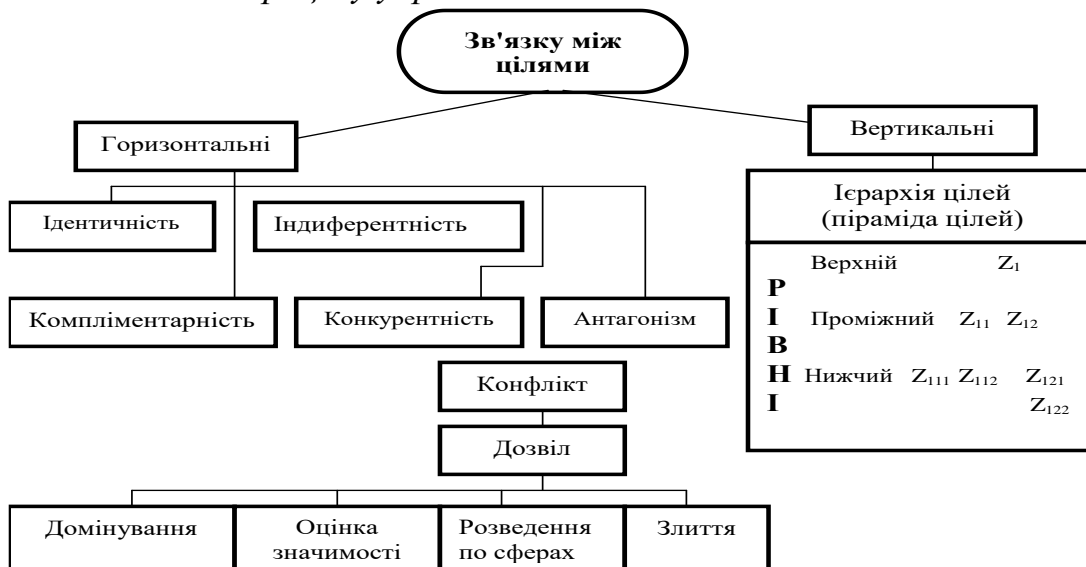 Зв'язку між
цілями
Горизонтальні
Вертикальні
Ідентичність
Індиферентність
Компліментарність
Конкурентність
Антагонізм
Ієрархія цілей
(піраміда цілей)
РІВНІ
Верхній Z₁
Проміжний Z₁₁ Z₁₂
Нижчий Z₁₁₁ Z₁₁₂ Z₁₂₁
Z₁₂₂
Конфлікт
Дозвіл
Домінування
Оцінка
значимості
Розведення
по сферах
Злиття